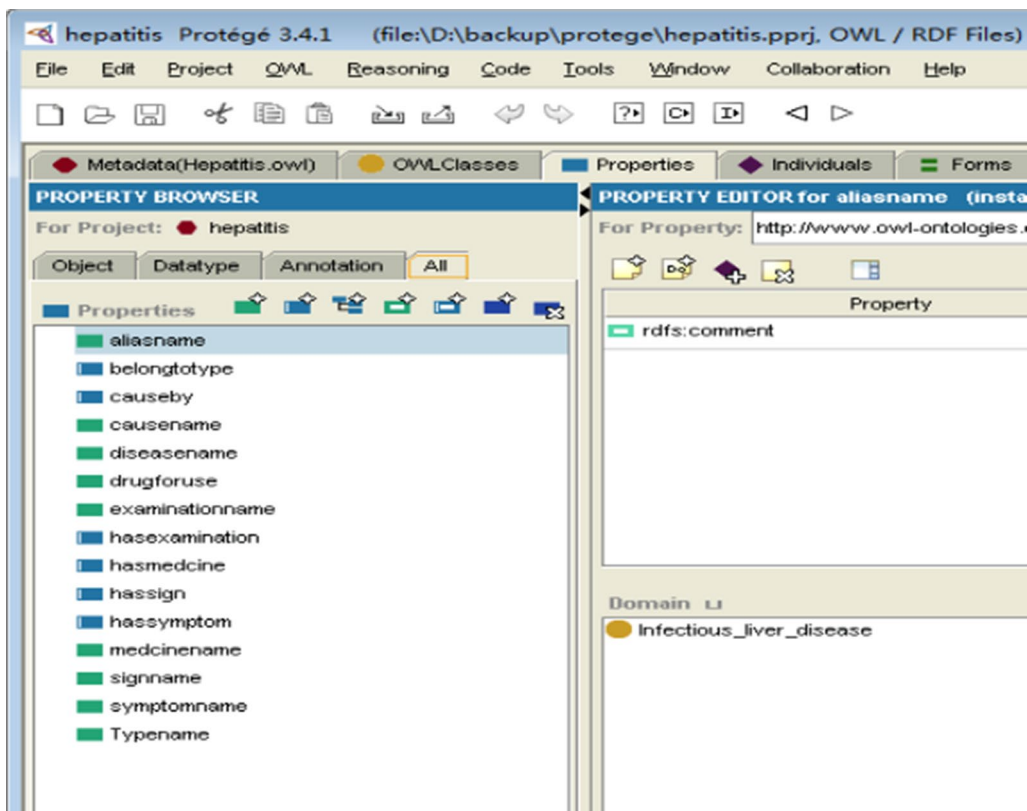 hepatitis Protégé 3.4.1 (file:\D:\backup\protege\hepatitis.pprj, OWL / RDF Files)
File Edit Project OWL Reasoning Code Tools Window Collaboration Help
Metadata(Hepatitis.owl) OWLClasses Properties Individuals Forms
PROPERTY BROWSER
For Project: hepatitis
Object Datatype Annotation All
Properties
aliasname
belongtotype
causeby
causename
diseasename
drugforuse
examinationname
hasexamination
hasmedcine
hassign
hassymptom
medcinename
signname
symptomname
Typename
PROPERTY EDITOR for aliasname (insta
For Property: http://www.owl-ontologies.
Property
rdfs:comment
Domain
Infectious_liver_disease